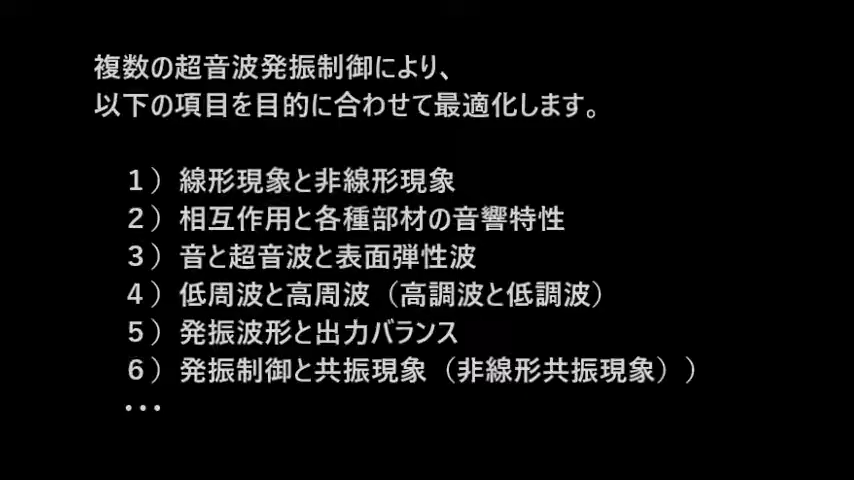 複数の超音波発振制御により、
以下の項目を目的に合わせて最適化します。
１）線形現象と非線形現象
２）相互作用と各種部材の音響特性
３）音と超音波と表面弾性波
４）低周波と高周波（高調波と低調波）
５）発振波形と出力バランス
６）発振制御と共振現象（非線形共振現象））
・・・